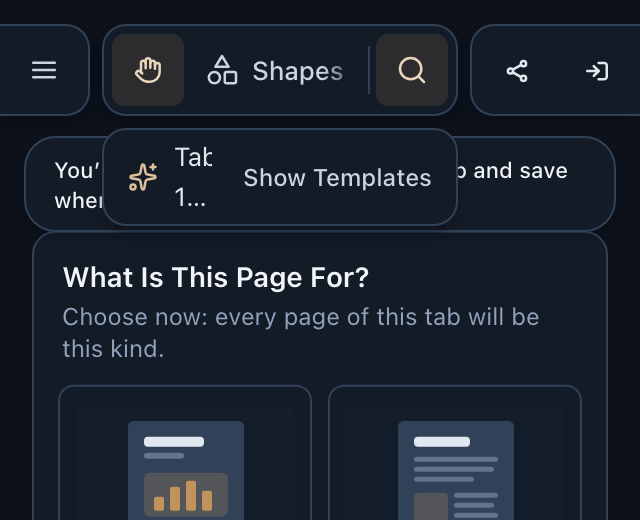 Shapes
You’
p and save
wher
Tab
1...
Show Templates
What Is This Page For?
Choose now: every page of this tab will be
this kind.